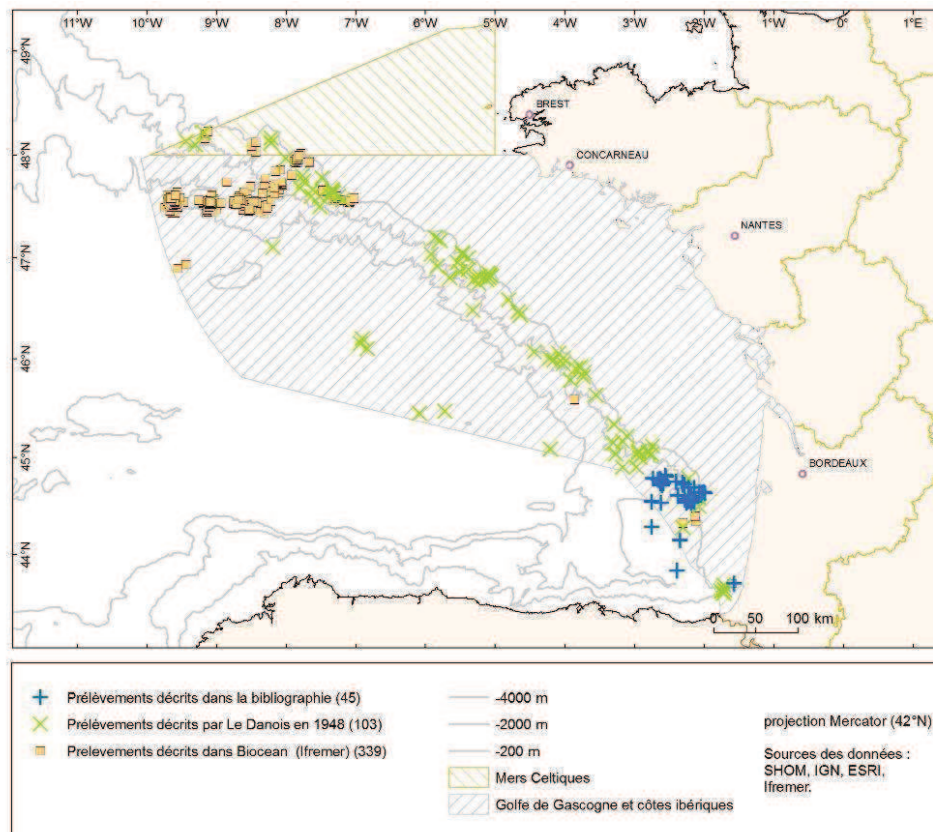 11°W 10°W 9°W 8°W 7°W 6°W 5°W 4°W 3°W 2°W 1°W 0° 1°E
49°N
BREST
48°N
CONCARNEAU
NANTES
47°N
46°N
45°N
BORDEAUX
44°N
0 50 100 km
Prélèvements décrits dans la bibliographie (45)
Prélèvements décrits par Le Danois en 1948 (103)
Prelevements décrits dans Biocean (Ifremer) (339)
-4000 m
-2000 m
-200 m
Mers Celtiques
Golfe de Gascogne et côtes ibériques
projection Mercator (42°N)
Sources des données :
SHOM, IGN, ESRI,
Ifremer.